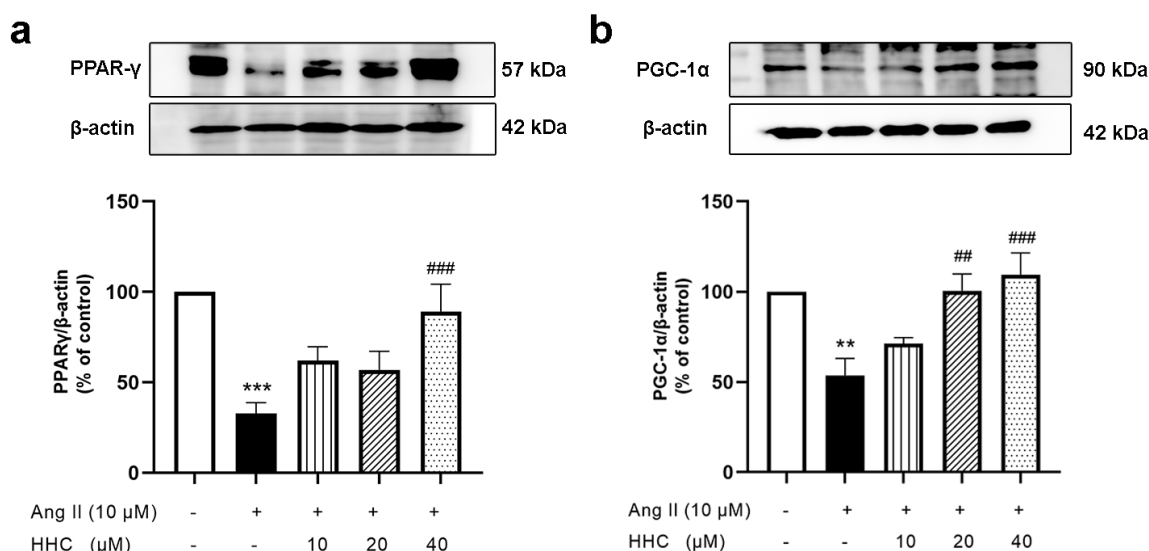 a
PPAR-γ
57 kDa
β-actin
42 kDa
PPARγ/β-actin
(% of control)
150
100
50
0
***
###
Ang II (10 μM) - + + + +
HHC (μM) - - 10 20 40
b
PGC-1α
90 kDa
β-actin
42 kDa
PGC-1α/β-actin
(% of control)
150
100
50
0
**
##
###
Ang II (10 μM) - + + + +
HHC (μM) - - 10 20 40